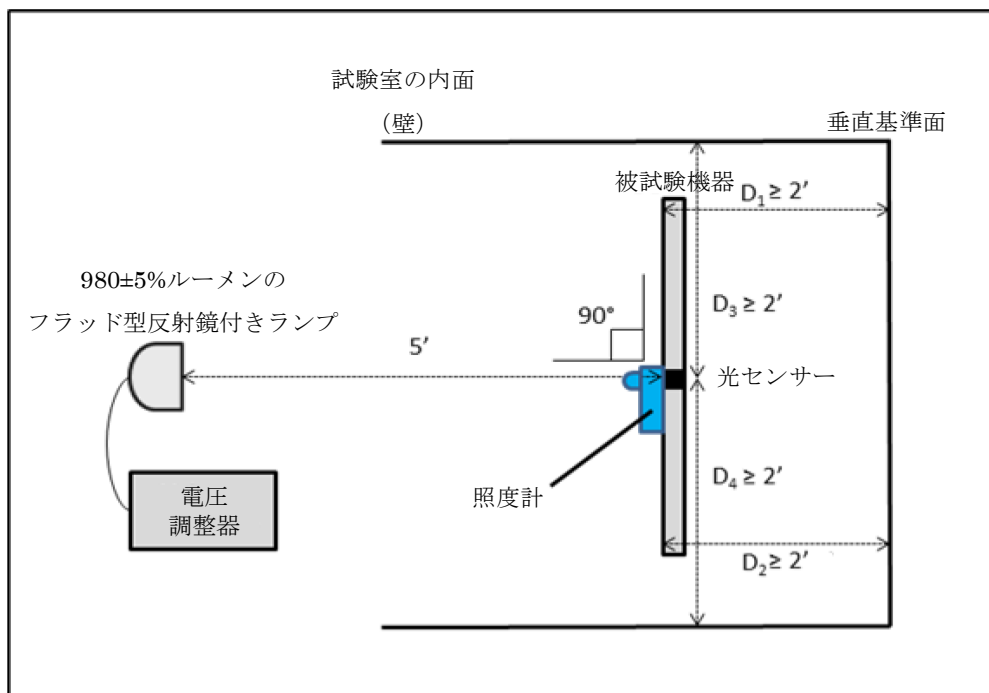 試験室の内面
（壁）
垂直基準面
被試験機器
D₁ ≥ 2’
980±5%ルーメンの
フラッド型反射鏡付きランプ
90°
D₃ ≥ 2’
5’
光センサー
照度計
D₄ ≥ 2’
電圧
調整器
D₂ ≥ 2’